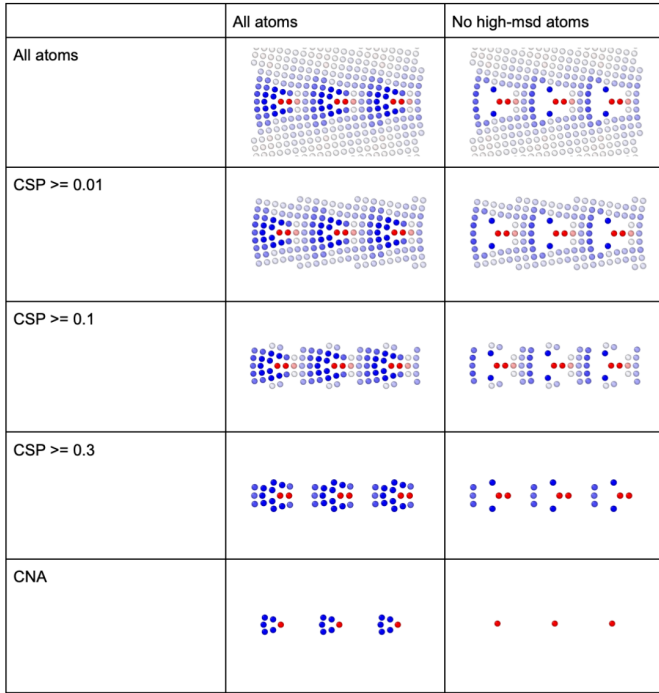 All atoms
No high-msd atoms
All atoms
CSP >= 0.01
CSP >= 0.1
CSP >= 0.3
CNA